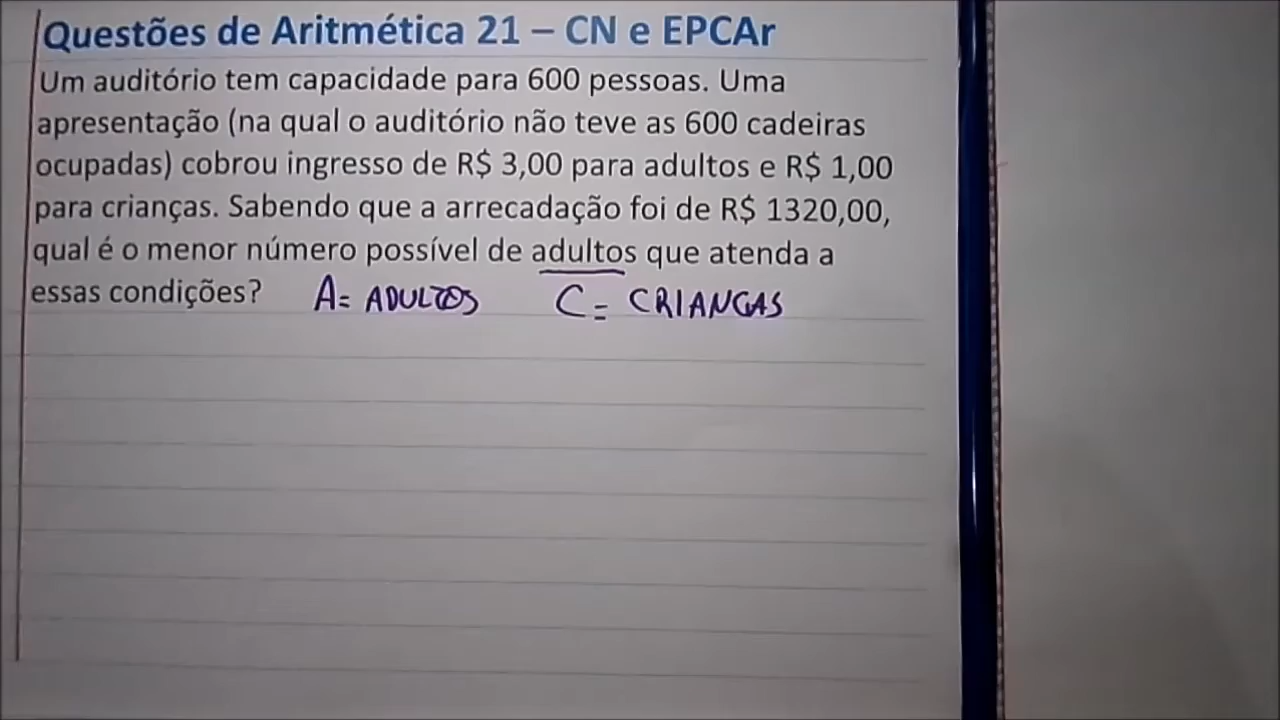 Questões de Aritmética 21 – CN e EPCAr
Um auditório tem capacidade para 600 pessoas. Uma
apresentação (na qual o auditório não teve as 600 cadeiras
ocupadas) cobrou ingresso de R$ 3,00 para adultos e R$ 1,00
para crianças. Sabendo que a arrecadação foi de R$ 1320,00,
qual é o menor número possível de adultos que atenda a
essas condições? A= ADULTOS C= CRIANCAS